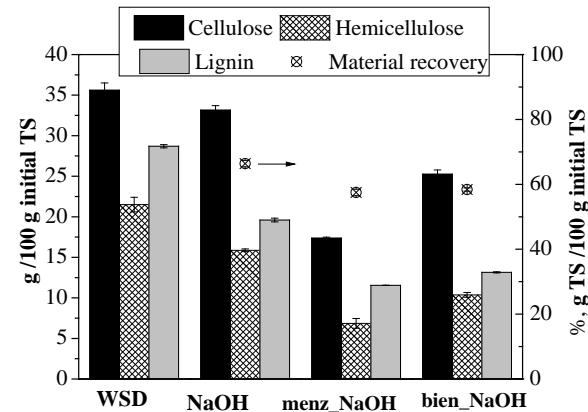 Cellulose
Hemicellulose
Lignin
Material recovery
g /100 g initial TS
40
35
30
25
20
15
10
5
0
100
80
60
40
20
0
%, g TS /100 g initial TS
WSD
NaOH
menz_NaOH
bien_NaOH